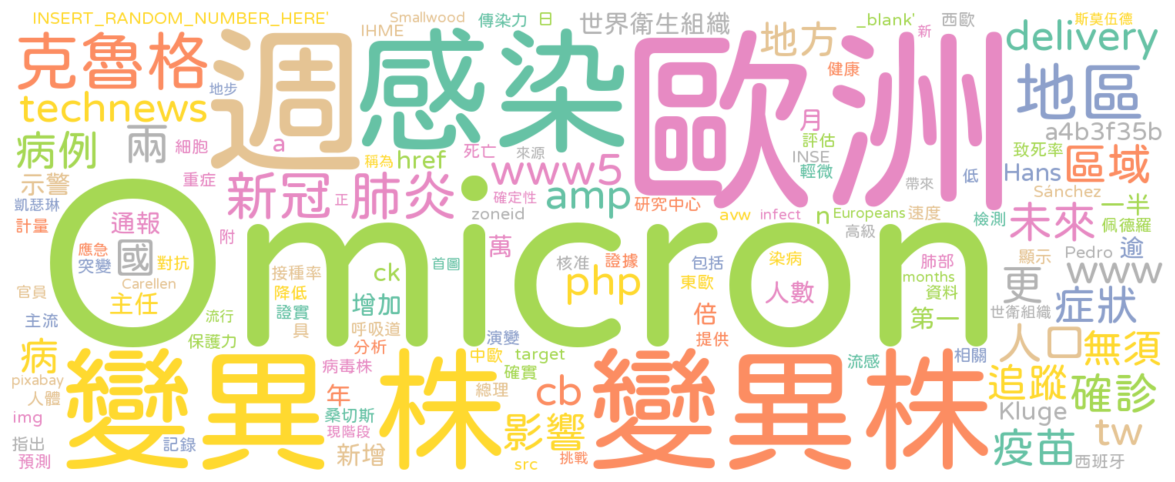 INSERT_RANDOM_NUMBER_HERE'
Smallwood
傳染力
日
世界衛生組織
_blank'
西歐
斯莫伍德
IHME
新
克魯格
週
感染
歐洲
地方
delivery
健康
地區
technews
地步
月
a4b3f35b
病例
兩
細胞
a
稱為
href
死亡
來源
www5
評估
INSE
輕微
致死率
區域
示警
重症
新冠
肺炎
確定性
amp
研究中心
帶來
低
Hans
Sánchez
凱瑟琳
正
計量
通報
附
zoneid
avw
infect
n
Europeans
速度
檢測
未來
一半
佩德羅
應急
突變
國
對抗
萬
高級
Omicron
官員
Carellen
主任
接種率
降低
ck
首圖
核准
證據
包括
染病
肺部
顯示
Pedro
逾
東歐
php
人數
months
資料
更
www
主流
流行
證實
具
增加
呼吸道
演變
倍
第一
症狀
世衛組織
保護力
分析
提供
病
變異株
病毒株
中歐
target
確實
變異株
流感
相關
人口
無須
pixabay
人體
年
總理
cb
追蹤
確診
img
桑切斯
現階段
影響
Kluge
tw
指出
預測
記錄
新增
src
挑戰
疫苗
西班牙